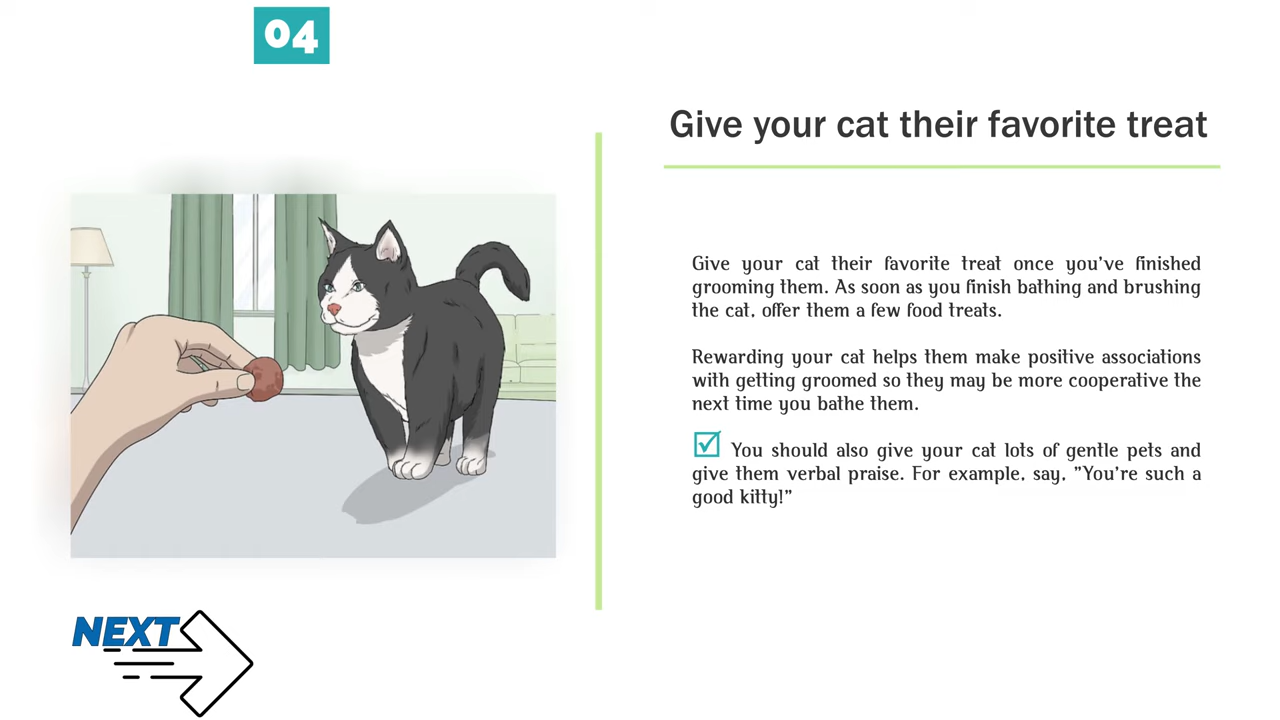 04
Give your cat their favorite treat
Give your cat their favorite treat once you've finished
grooming them. As soon as you finish bathing and brushing
the cat, offer them a few food treats.
Rewarding your cat helps them make positive associations
with getting groomed so they may be more cooperative the
next time you bathe them.
You should also give your cat lots of gentle pets and
give them verbal praise. For example, say, "You're such a
good kitty!"
NEXT